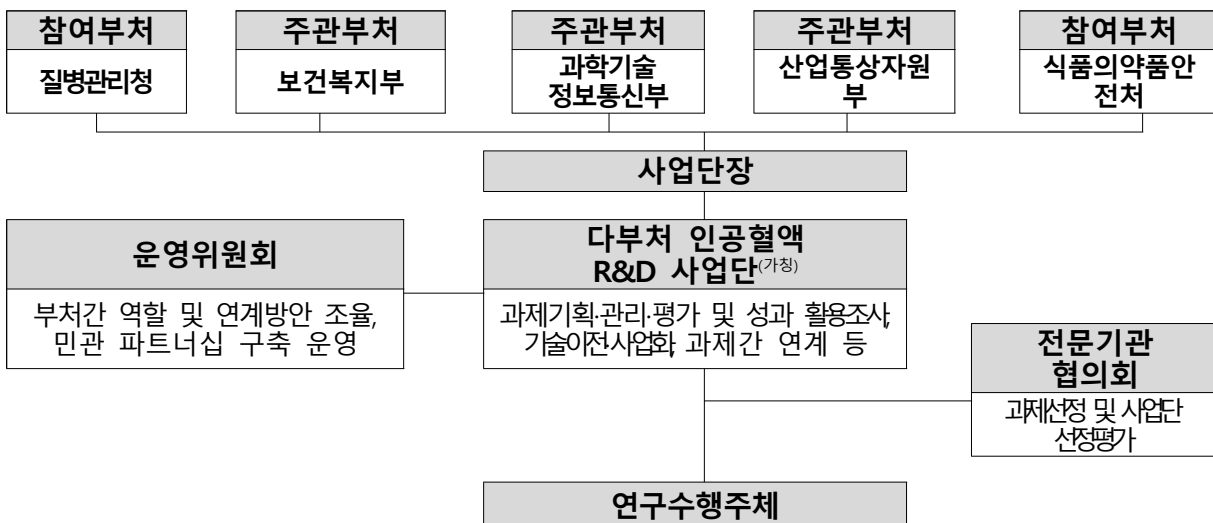 참여부처
질병관리청
주관부처
보건복지부
주관부처
과학기술
정보통신부
주관부처
산업통상자원
부
참여부처
식품의약품안
전처
사업단장
운영위원회
부처간 역할 및 연계방안 조율,
민관 파트너십 구축 운영
다부처 인공혈액
R&D 사업단(가칭)
과제기획·관리·평가 및 성과 활용조사,
기술이전·사업화, 과제간 연계 등
전문기관
협의회
과제선정 및 사업단
선정평가
연구수행주체